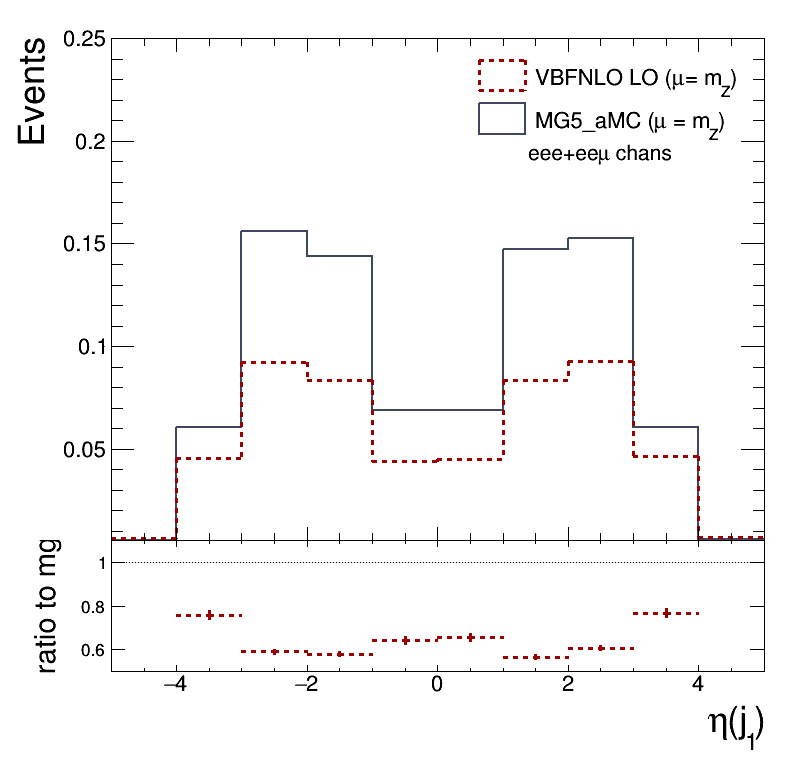 Events
0.25
0.2
0.15
0.1
0.05
VBFNLO LO (μ= m_Z)
MG5_aMC (μ = m_Z)
eee+eeμ chans
ratio to mg
1
0.8
0.6
−4 −2 0 2 4
η(j_1)